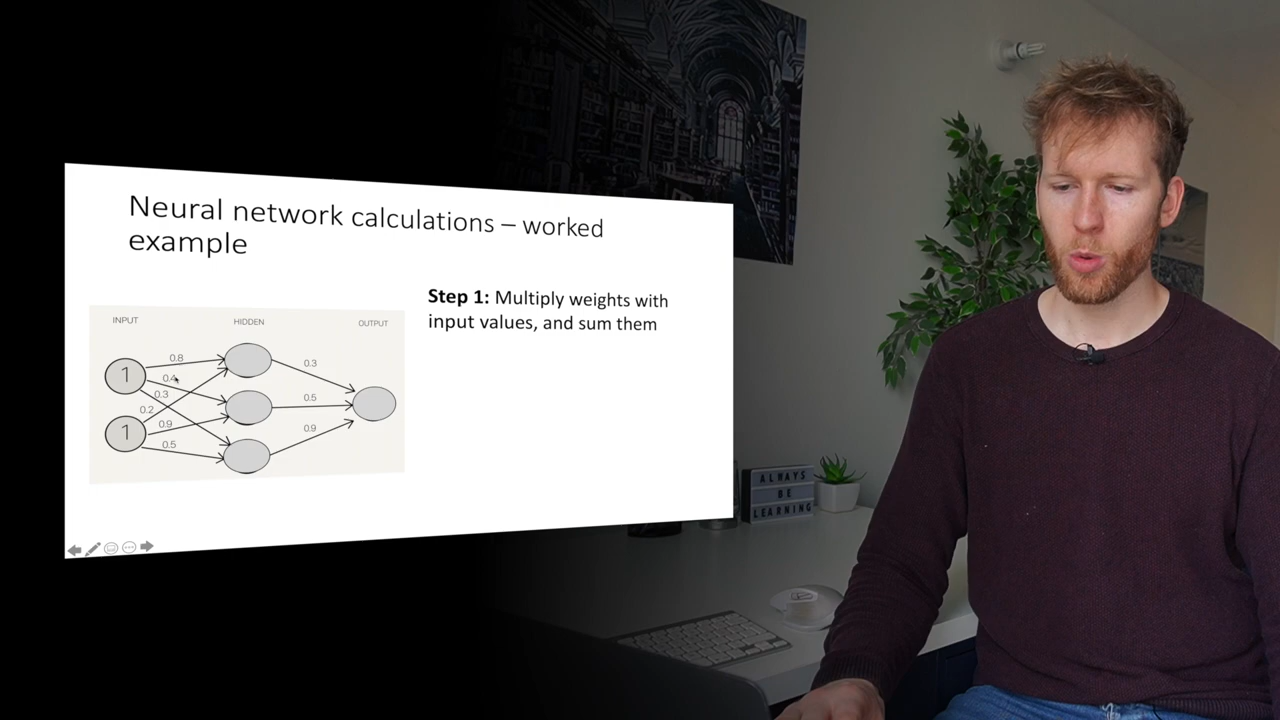 Neural network calculations – worked
example
Step 1: Multiply weights with
input values, and sum them
INPUT
HIDDEN
OUTPUT
0.8
0.4
0.3
0.2
0.9
0.5
1
1
0.3
0.5
0.9
ALWAYS
BE
LEARNING